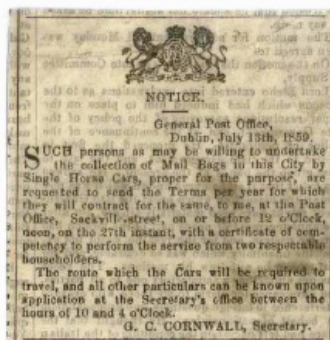 NOTICE.
General Post Office,
Dublin, July 13th, 1859.
SUCH persons as may be willing to undertake
the collection of Mail Bags in this City by
Single Horse Cars, proper for the purpose, are
requested to send the Terms per year for which
they will contract for the same, to me, at the Post
Office, Sackville-street, on or before 12 o'Clock,
noon, on the 27th instant, with a certificate of com-
petency to perform the service from two respectable
householders.
The route which the Cars will be required to
travel, and all other particulars can be known upon
application at the Secretary's office between the
hours of 10 and 4 o'Clock.
G. C. CORNWALL, Secretary.